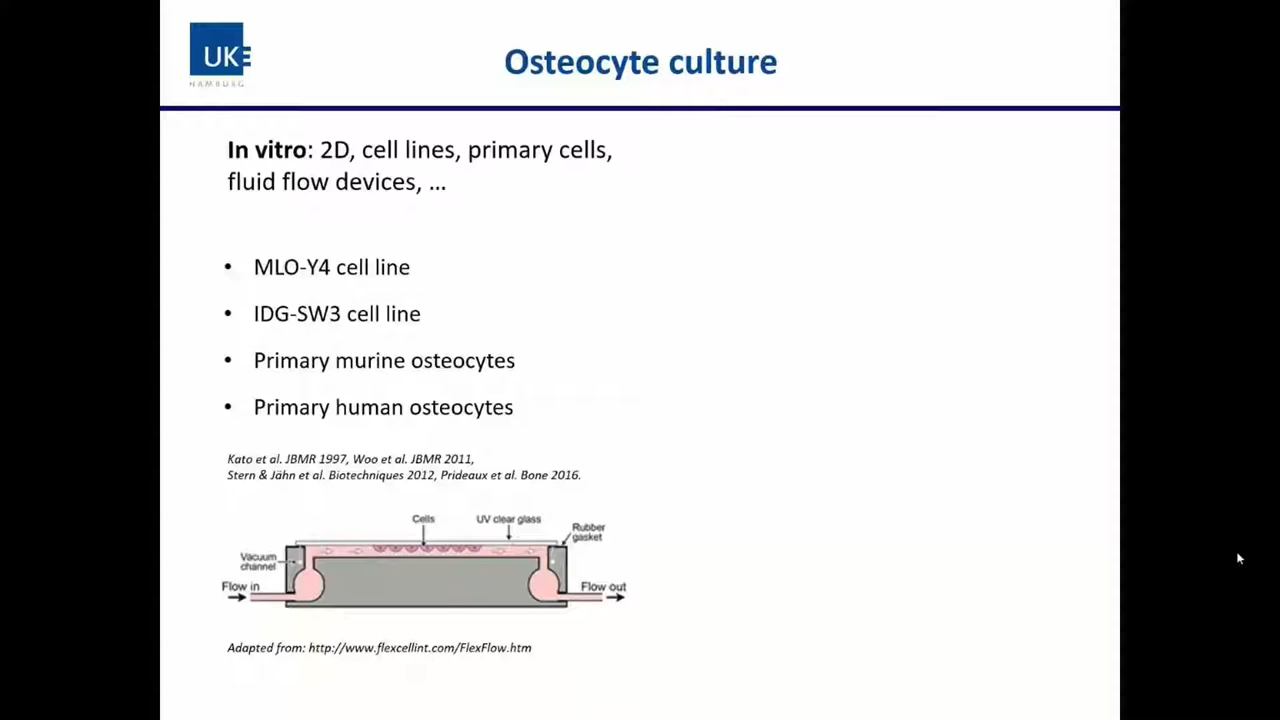 UKE
HAMBURG
Osteocyte culture
In vitro: 2D, cell lines, primary cells,
fluid flow devices, ...
• MLO-Y4 cell line
• IDG-SW3 cell line
• Primary murine osteocytes
• Primary human osteocytes
Kato et al. JBMR 1997, Woo et al. JBMR 2011,
Stern & Jähn et al. Biotechniques 2012, Prideaux et al. Bone 2016.
Cells
UV clear glass
Rubber
gasket
Vacuum
channel
Flow in
Flow out
Adapted from: http://www.flexcellint.com/FlexFlow.htm